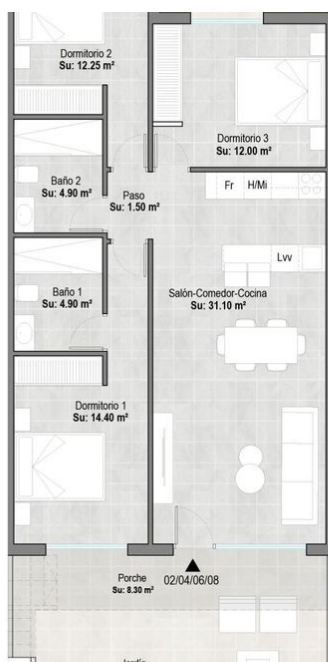 Dormitorio 2
Su: 12.25 m²
Dormitorio 3
Su: 12.00 m²
Baño 2
Su: 4.90 m²
Paso
Su: 1.50 m²
Fr H/Mi
Lvv
Baño 1
Su: 4.90 m²
Salón-Comedor-Cocina
Su: 31.10 m²
Dormitorio 1
Su: 14.40 m²
Porche
Su: 8.30 m²
02/04/06/08